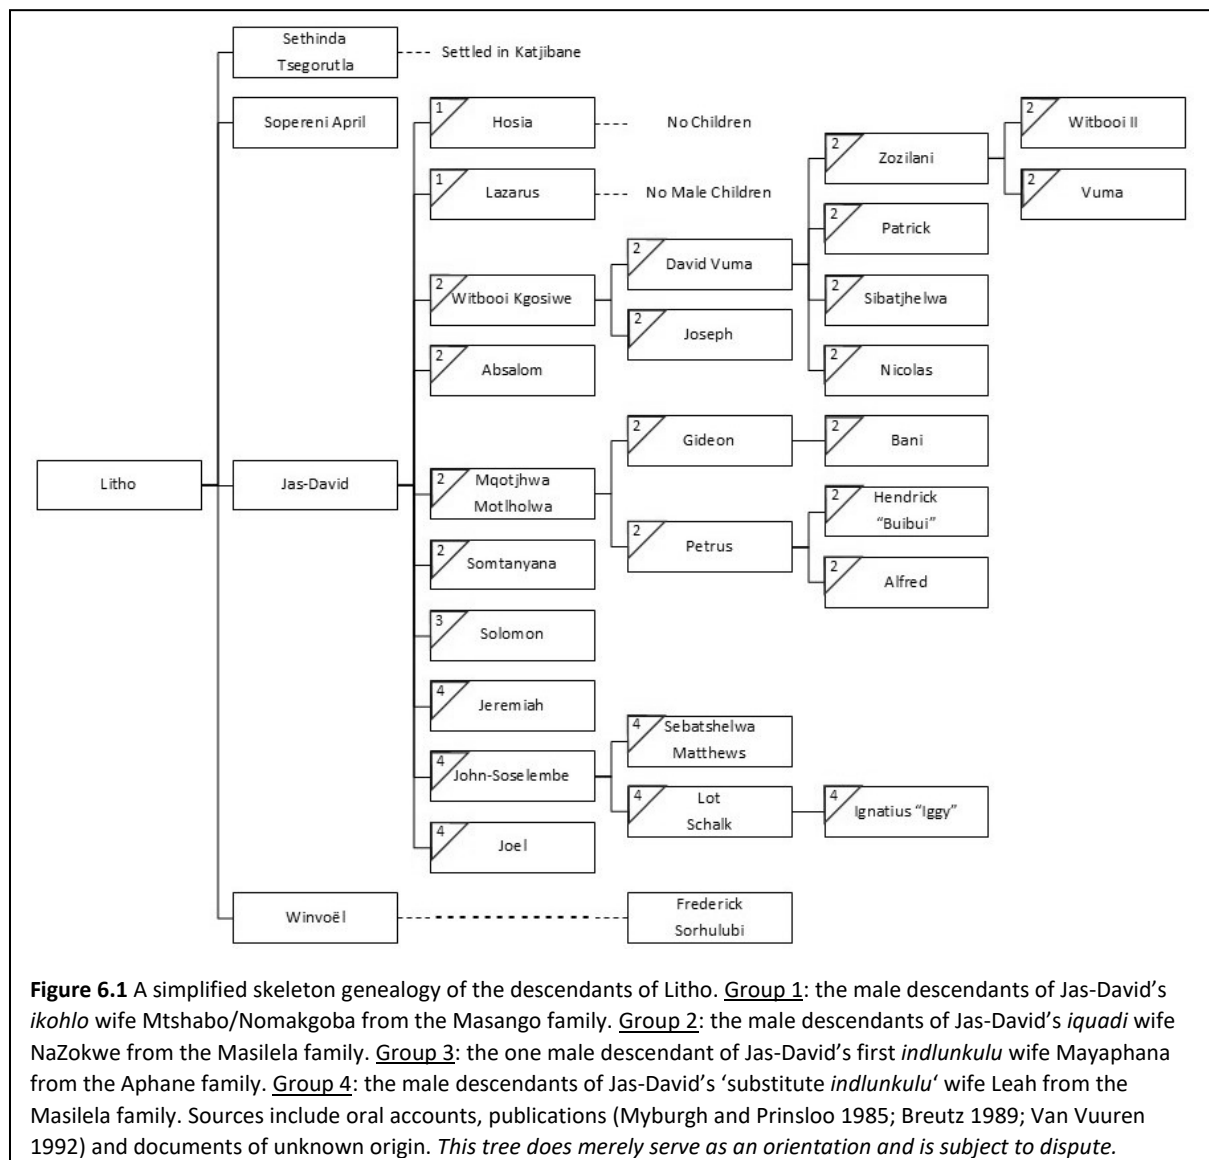 Sethinda
Tsegorutla
Settled in Katjibane
Sopereni April
1
Hosia
No Children
2
Zozilani
2
Witbooi II
1
Lazarus
No Male Children
2
Vuma
2
Patrick
2
David Vuma
2
Witbooi Kgosiwe
2
Sibatjhelwa
2
Joseph
2
Absalom
2
Nicolas
2
Gideon
2
Bani
Litho
Jas-David
2
Mqotjhwa
Motlholwa
2
Hendrick
"Buibui"
2
Petrus
2
Somtanyana
2
Alfred
3
Solomon
4
Jeremiah
4
Sebatshelwa
Matthews
4
John-Soselembe
4
Lot
Schalk
4
Ignatius "Iggy"
4
Joel
Winvoël
Frederick
Sorhulubi
Figure 6.1 A simplified skeleton genealogy of the descendants of Litho. Group 1: the male descendants of Jas-David's
ikohlo wife Mtshabo/Nomakgoba from the Masango family. Group 2: the male descendants of Jas-David's iquadi wife
NaZokwe from the Masilela family. Group 3: the one male descendant of Jas-David's first indlunkulu wife Mayaphana
from the Aphane family. Group 4: the male descendants of Jas-David's 'substitute indlunkulu' wife Leah from the
Masilela family. Sources include oral accounts, publications (Myburgh and Prinsloo 1985; Breutz 1989; Van Vuuren
1992) and documents of unknown origin. This tree does merely serve as an orientation and is subject to dispute.